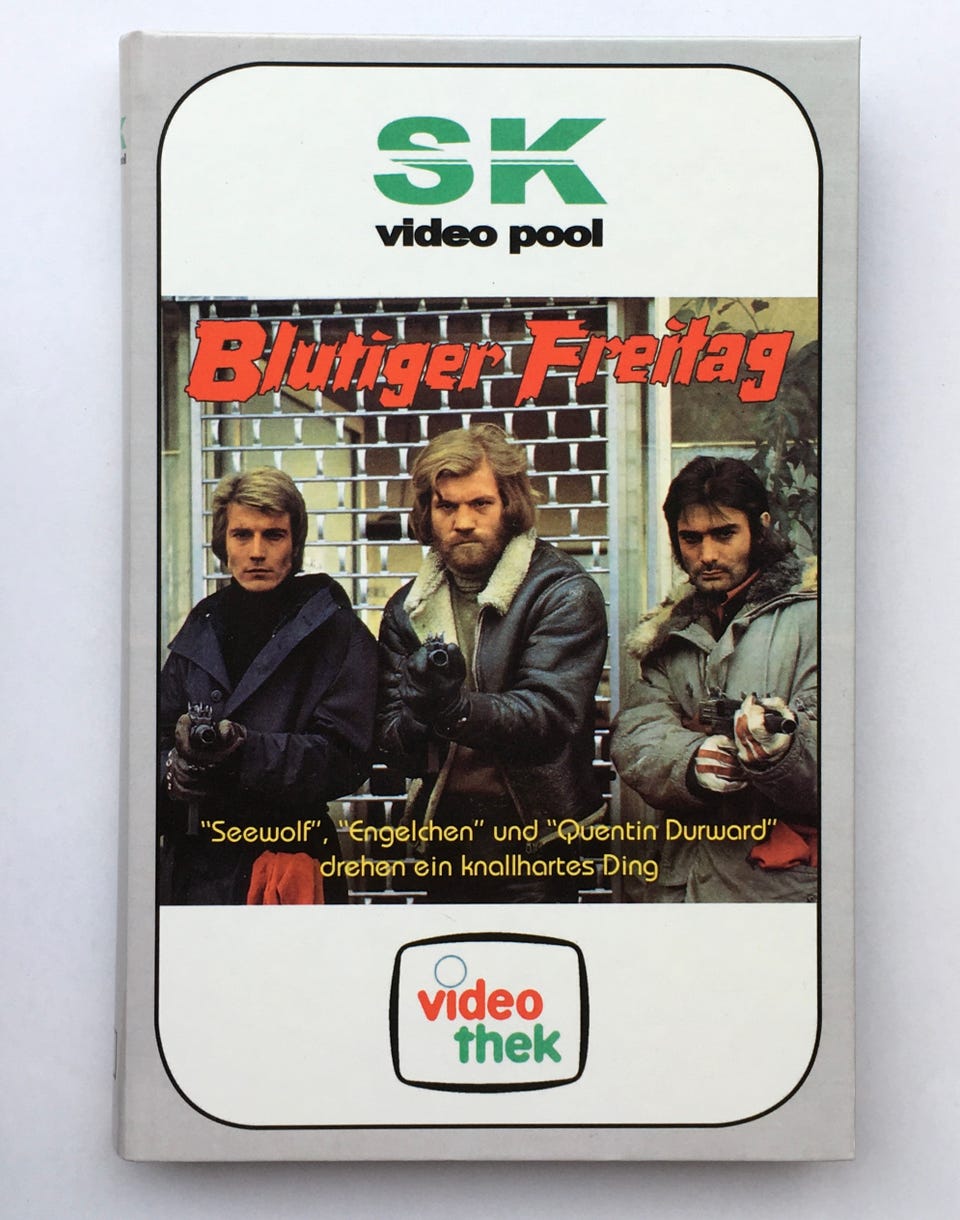 SK
video pool
Blutiger Freitag
"Seewolf", "Engelchen" und "Quentin Durward"
drehen ein knallhartes Ding
video
thek